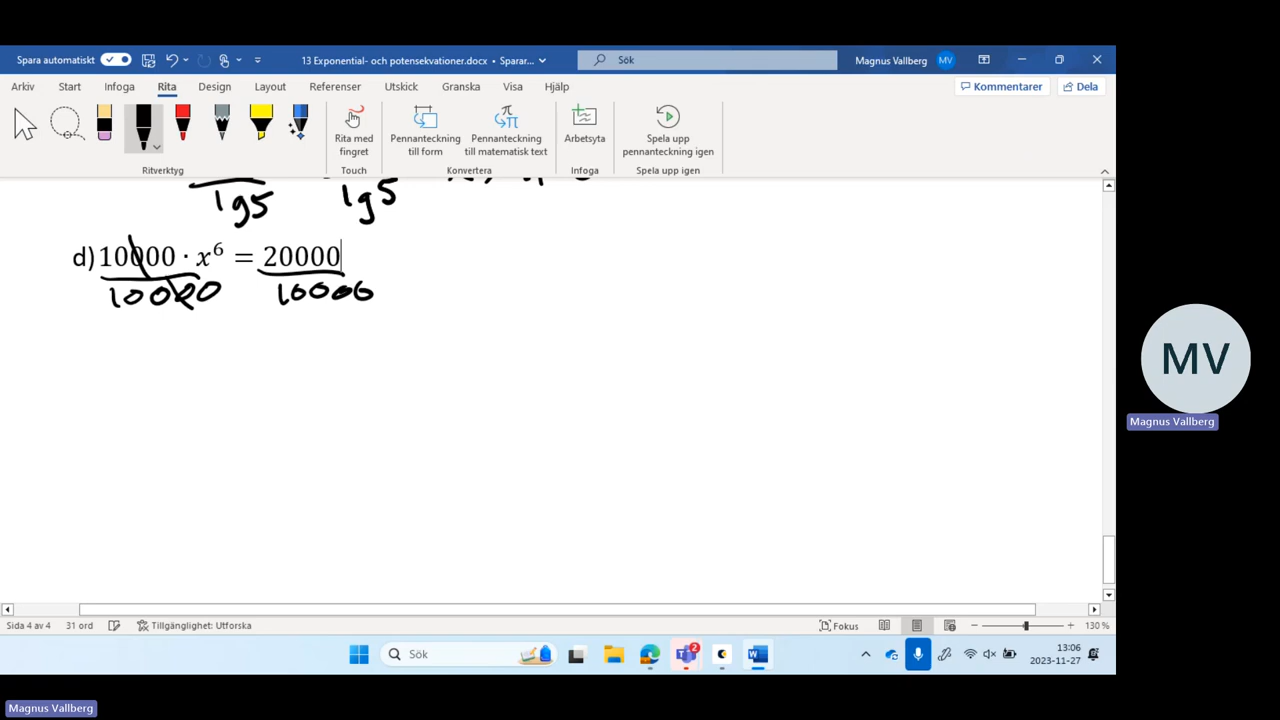 Spara automatiskt
13 Exponential- och potensekvationer.docx • Sparar...
Sök
Magnus Vallberg MV
Arkiv Start Infoga Rita Design Layout Referenser Utskick Granska Visa Hjälp Kommentarer Dela
Rita med fingret
Pennanteckning till form
Pennanteckning till matematisk text
Arbetsyta
Spela upp pennanteckning igen
Ritverktyg Touch Konvertera Infoga Spela upp igen
lg5 lg5
d) 10000 · x⁶ = 20000
10000 10000
MV
Magnus Vallberg
Sida 4 av 4 31 ord Tillgänglighet: Utforska Fokus 130 %
Sök 2 13:06
2023-11-27
Magnus Vallberg